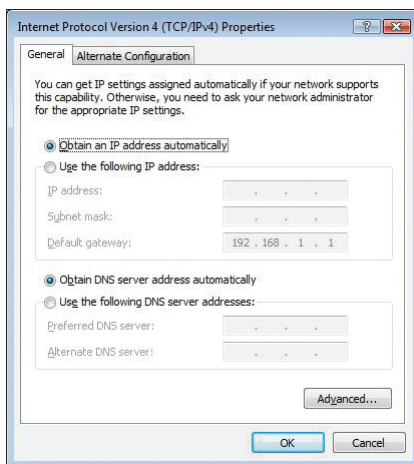 Internet Protocol Version 4 (TCP/IPv4) Properties
General
Alternate Configuration
You can get IP settings assigned automatically if your network supports
this capability. Otherwise, you need to ask your network administrator
for the appropriate IP settings.
Obtain an IP address automatically
Use the following IP address:
IP address:
Subnet mask:
Default gateway:
192 . 168 . 1 . 1
Obtain DNS server address automatically
Use the following DNS server addresses:
Preferred DNS server:
Alternate DNS server:
Advanced...
OK
Cancel